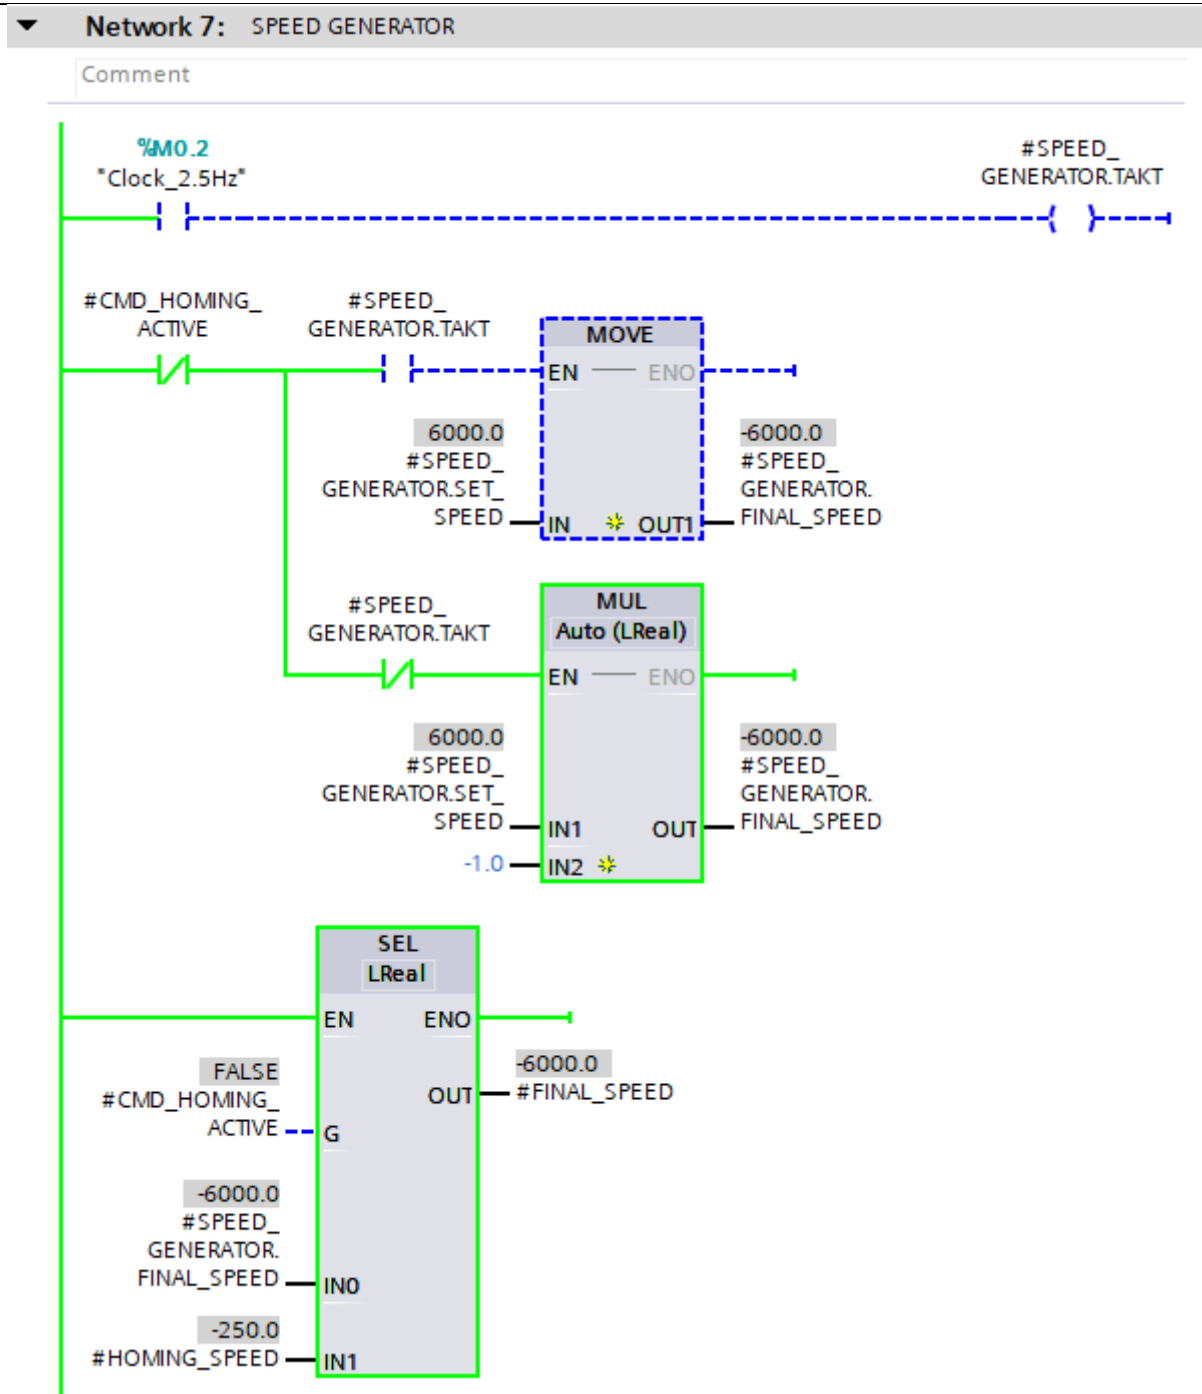 Network 7: SPEED GENERATOR
Comment
%M0.2
"Clock_2.5Hz"
#SPEED_
GENERATOR.TAKT
#CMD_HOMING_
ACTIVE
#SPEED_
GENERATOR.TAKT
MOVE
EN ENO
6000.0
#SPEED_
GENERATOR.SET_
SPEED
IN OUT1
-6000.0
#SPEED_
GENERATOR.
FINAL_SPEED
#SPEED_
GENERATOR.TAKT
MUL
Auto (LReal)
EN ENO
6000.0
#SPEED_
GENERATOR.SET_
SPEED
IN1 OUT
-6000.0
#SPEED_
GENERATOR.
FINAL_SPEED
-1.0 IN2
SEL
LReal
EN ENO
FALSE
#CMD_HOMING_
ACTIVE
G
OUT
-6000.0
#FINAL_SPEED
-6000.0
#SPEED_
GENERATOR.
FINAL_SPEED
IN0
-250.0
#HOMING_SPEED
IN1